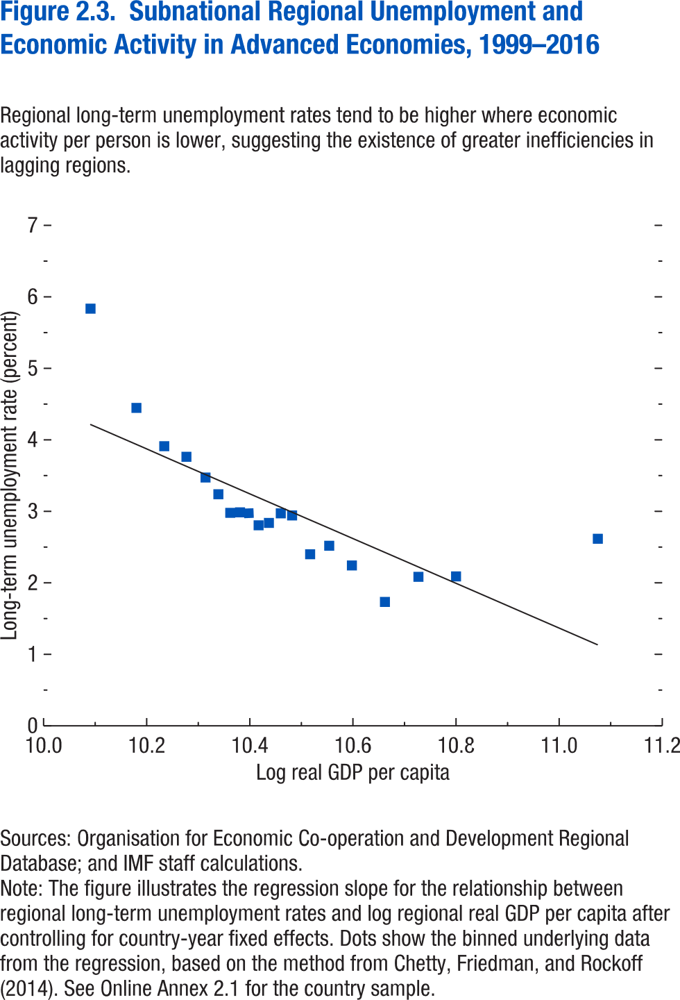 Figure 2.3.  Subnational Regional Unemployment and
Economic Activity in Advanced Economies, 1999–2016
Regional long-term unemployment rates tend to be higher where economic
activity per person is lower, suggesting the existence of greater inefficiencies in
lagging regions.
7
6
5
4
3
2
1
0
Long-term unemployment rate (percent)
10.0 10.2 10.4 10.6 10.8 11.0 11.2
Log real GDP per capita
Sources: Organisation for Economic Co-operation and Development Regional
Database; and IMF staff calculations.
Note: The figure illustrates the regression slope for the relationship between
regional long-term unemployment rates and log regional real GDP per capita after
controlling for country-year fixed effects. Dots show the binned underlying data
from the regression, based on the method from Chetty, Friedman, and Rockoff
(2014). See Online Annex 2.1 for the country sample.